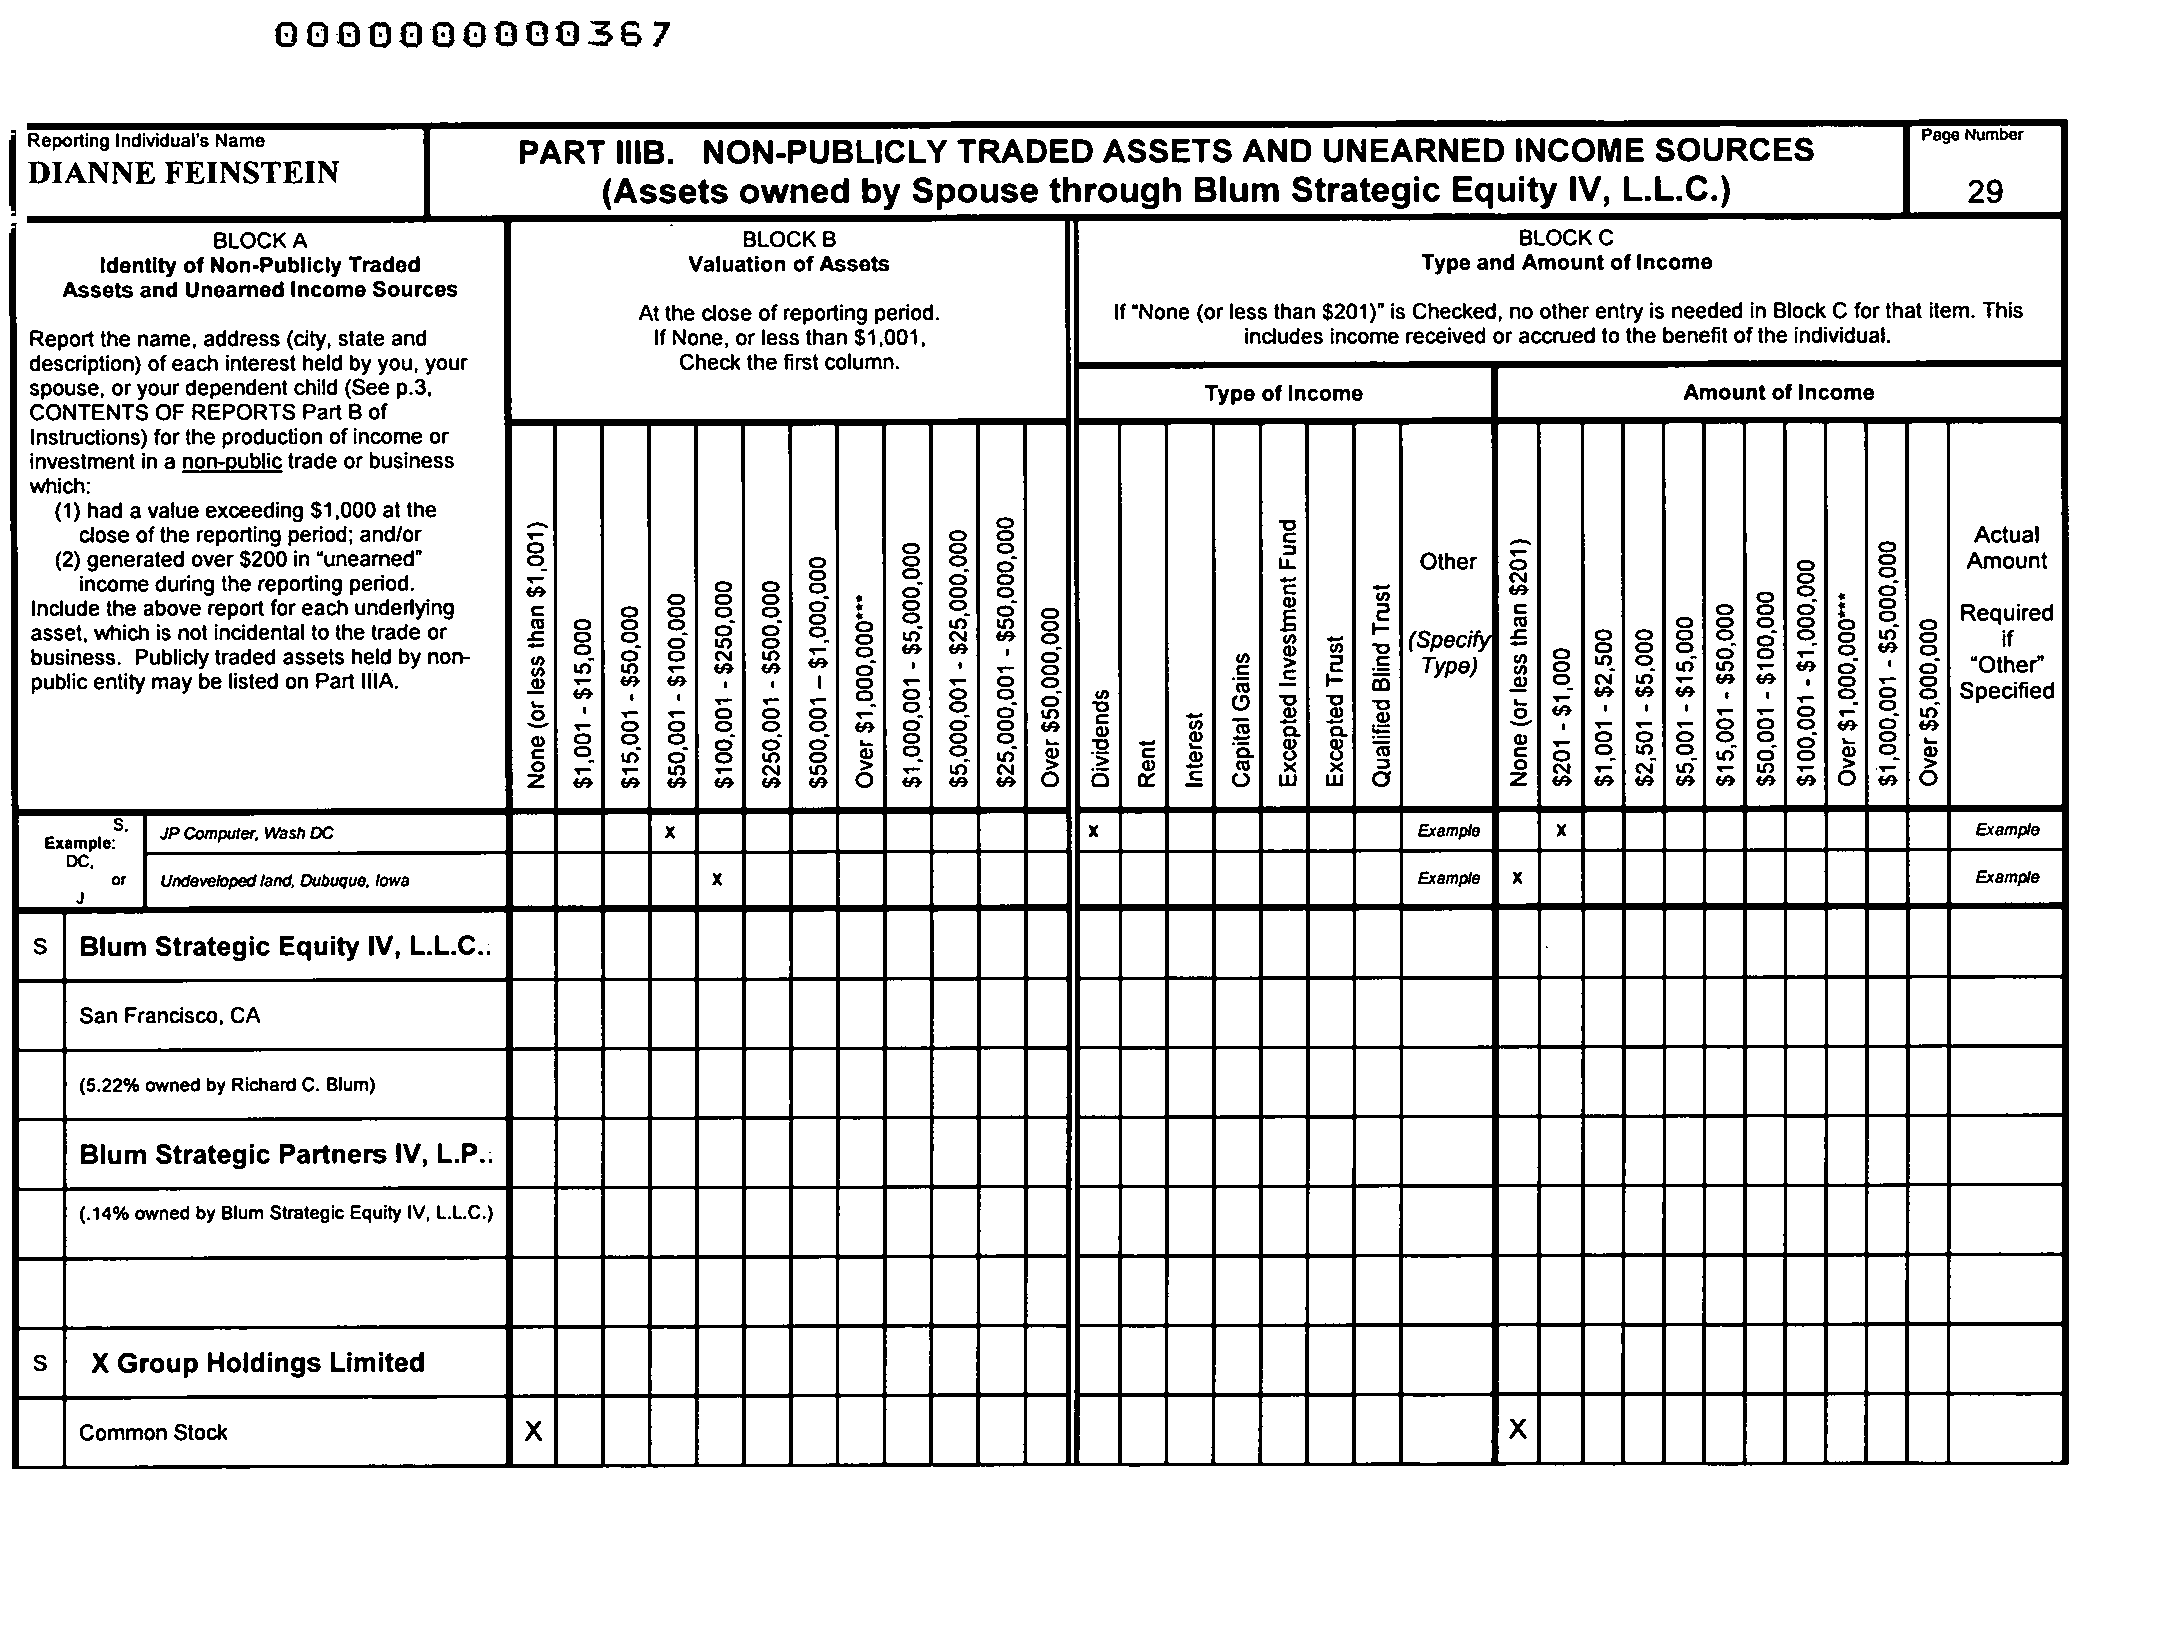 0000000000367
Reporting Individual's Name
DIANNE FEINSTEIN
PART IIIB. NON-PUBLICLY TRADED ASSETS AND UNEARNED INCOME SOURCES
(Assets owned by Spouse through Blum Strategic Equity IV, L.L.C.)
Page Number
29
BLOCK A
Identity of Non-Publicly Traded
Assets and Unearned Income Sources
Report the name, address (city, state and
description) of each interest held by you, your
spouse, or your dependent child (See p.3,
CONTENTS OF REPORTS Part B of
Instructions) for the production of income or
investment in a non-public trade or business
which:
(1) had a value exceeding $1,000 at the
close of the reporting period; and/or
(2) generated over $200 in "unearned"
income during the reporting period.
Include the above report for each underlying
asset, which is not incidental to the trade or
business. Publicly traded assets held by non-
public entity may be listed on Part IIIA.
BLOCK B
Valuation of Assets
At the close of reporting period.
If None, or less than $1,001,
Check the first column.
None (or less than $1,001)
$1,001 - $15,000
$15,001 - $50,000
$50,001 - $100,000
$100,001 - $250,000
$250,001 - $500,000
$500,001 – $1,000,000
Over $1,000,000***
$1,000,001 - $5,000,000
$5,000,001 - $25,000,000
$25,000,001 - $50,000,000
Over $50,000,000
BLOCK C
Type and Amount of Income
If "None (or less than $201)" is Checked, no other entry is needed in Block C for that item. This
includes income received or accrued to the benefit of the individual.
Type of Income
Dividends
Rent
Interest
Capital Gains
Excepted Investment Fund
Excepted Trust
Qualified Blind Trust
Other
(Specify
Type)
Amount of Income
None (or less than $201)
$201 - $1,000
$1,001 - $2,500
$2,501 - $5,000
$5,001 - $15,000
$15,001 - $50,000
$50,001 - $100,000
$100,001 - $1,000,000
Over $1,000,000***
$1,000,001 - $5,000,000
Over $5,000,000
Actual
Amount
Required
if
"Other"
Specified
S,
Example:
DC,
or
J
JP Computer, Wash DC X X Example X Example
Undeveloped land, Dubuque, Iowa X Example X Example
S Blum Strategic Equity IV, L.L.C.:
San Francisco, CA
(5.22% owned by Richard C. Blum)
Blum Strategic Partners IV, L.P.:
(.14% owned by Blum Strategic Equity IV, L.L.C.)
S X Group Holdings Limited
Common Stock X X